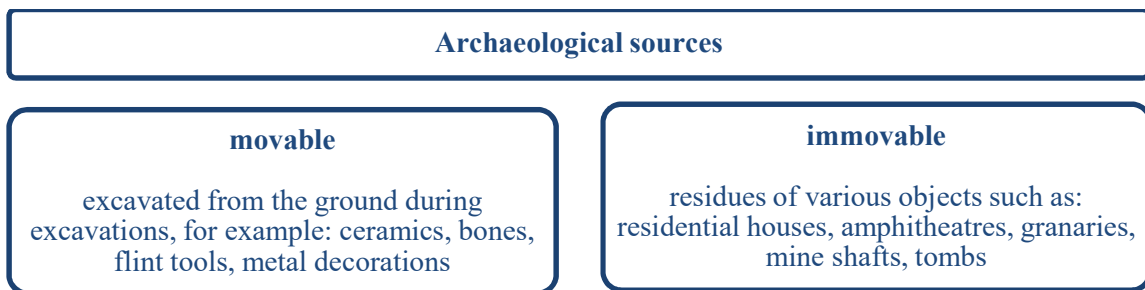 Archaeological sources
movable
excavated from the ground during
excavations, for example: ceramics, bones,
flint tools, metal decorations
immovable
residues of various objects such as:
residential houses, amphitheatres, granaries,
mine shafts, tombs